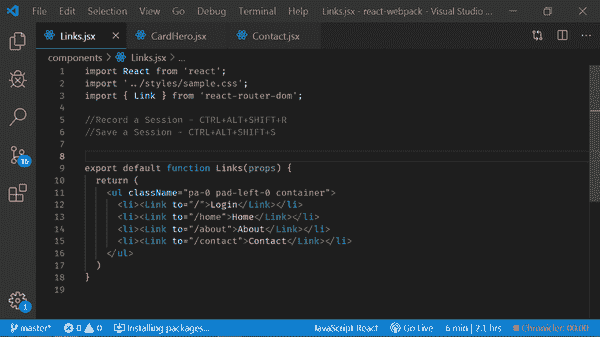 File Edit Selection View Go Debug Terminal Help Links.jsx - react-webpack - Visual Studio ...
Links.jsx CardHero.jsx Contact.jsx
components > Links.jsx > ...
1 import React from 'react';
2 import '../styles/sample.css';
3 import { Link } from 'react-router-dom';
4
5 //Record a Session - CTRL+ALT+SHIFT+R
6 //Save a Session - CTRL+ALT+SHIFT+S
7
8
9 export default function Links(props) {
10 return (
11 <ul className="pa-0 pad-left-0 container">
12 <li><Link to="/">Login</Link></li>
13 <li><Link to="/home">Home</Link></li>
14 <li><Link to="/about">About</Link></li>
15 <li><Link to="/contact">Contact</Link></li>
16 </ul>
17 )
18 }
19
16
1
master* 0 0 Installing packages... JavaScript React Go Live 6 min | 2.1 hrs Chronicler 00:00